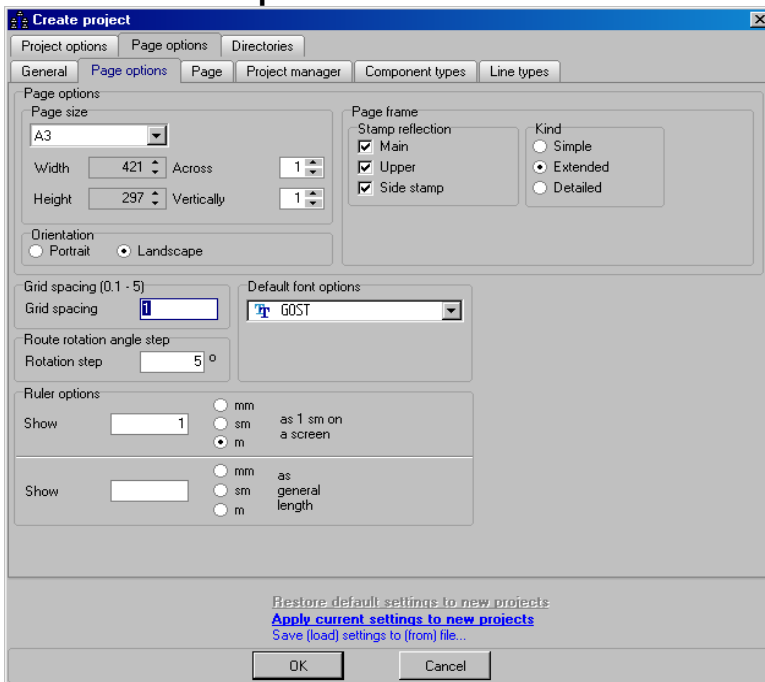 Create project
Project options Page options Directories
General Page options Page Project manager Component types Line types
Page options
Page size
A3
Width 421 Across 1
Height 297 Vertically 1
Orientation
Portrait Landscape
Page frame
Stamp reflection
Main
Upper
Side stamp
Kind
Simple
Extended
Detailed
Grid spacing (0.1 - 5)
Grid spacing 1
Default font options
GOST
Route rotation angle step
Rotation step 5 º
Ruler options
Show 1
mm
sm
m
as 1 sm on
a screen
Show
mm
sm
m
as
general
length
Restore default settings to new projects
Apply current settings to new projects
Save (load) settings to (from) file...
OK Cancel